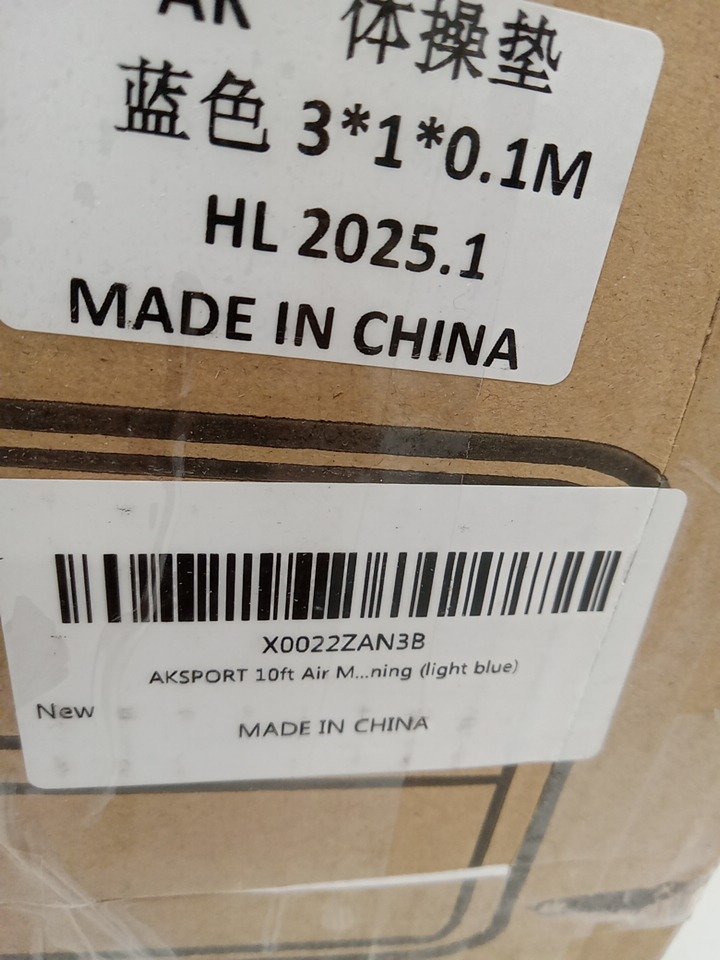 AK 体操垫
蓝色 3*1*0.1M
HL 2025.1
MADE IN CHINA
X0022ZAN3B
AKSPORT 10ft Air M...ning (light blue)
New
MADE IN CHINA